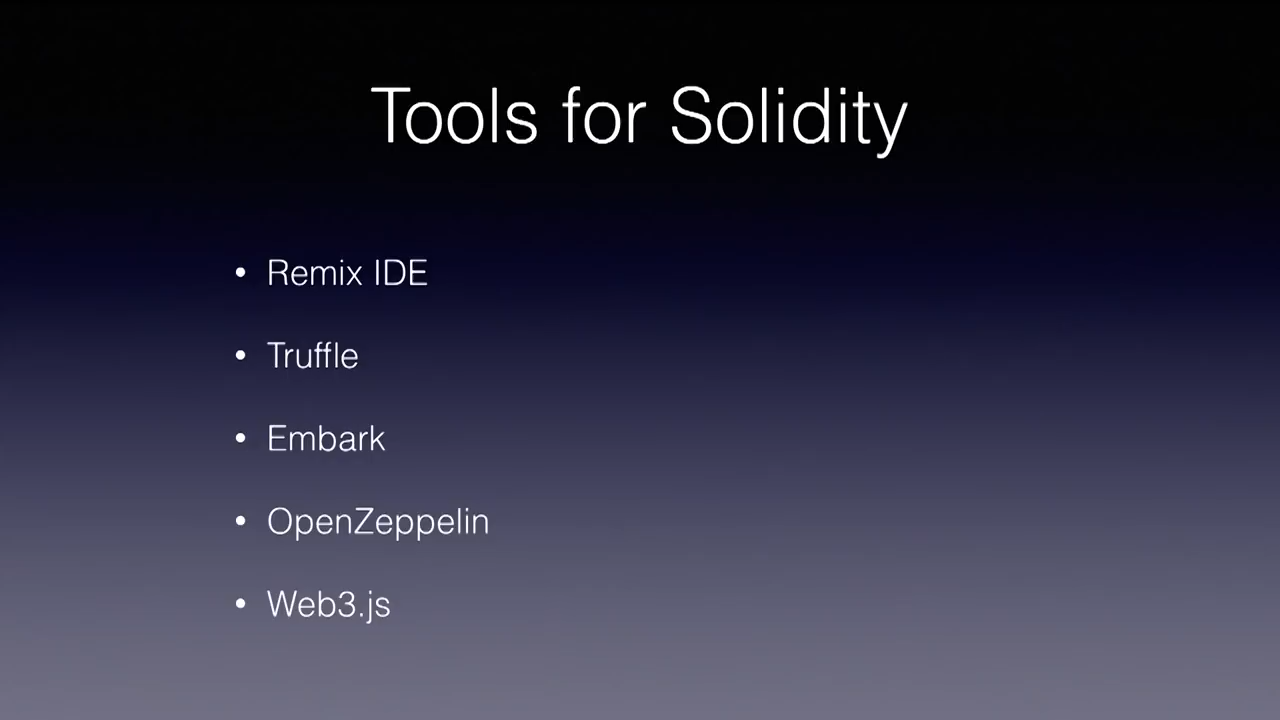 Tools for Solidity
• Remix IDE
• Truffle
• Embark
• OpenZeppelin
• Web3.js